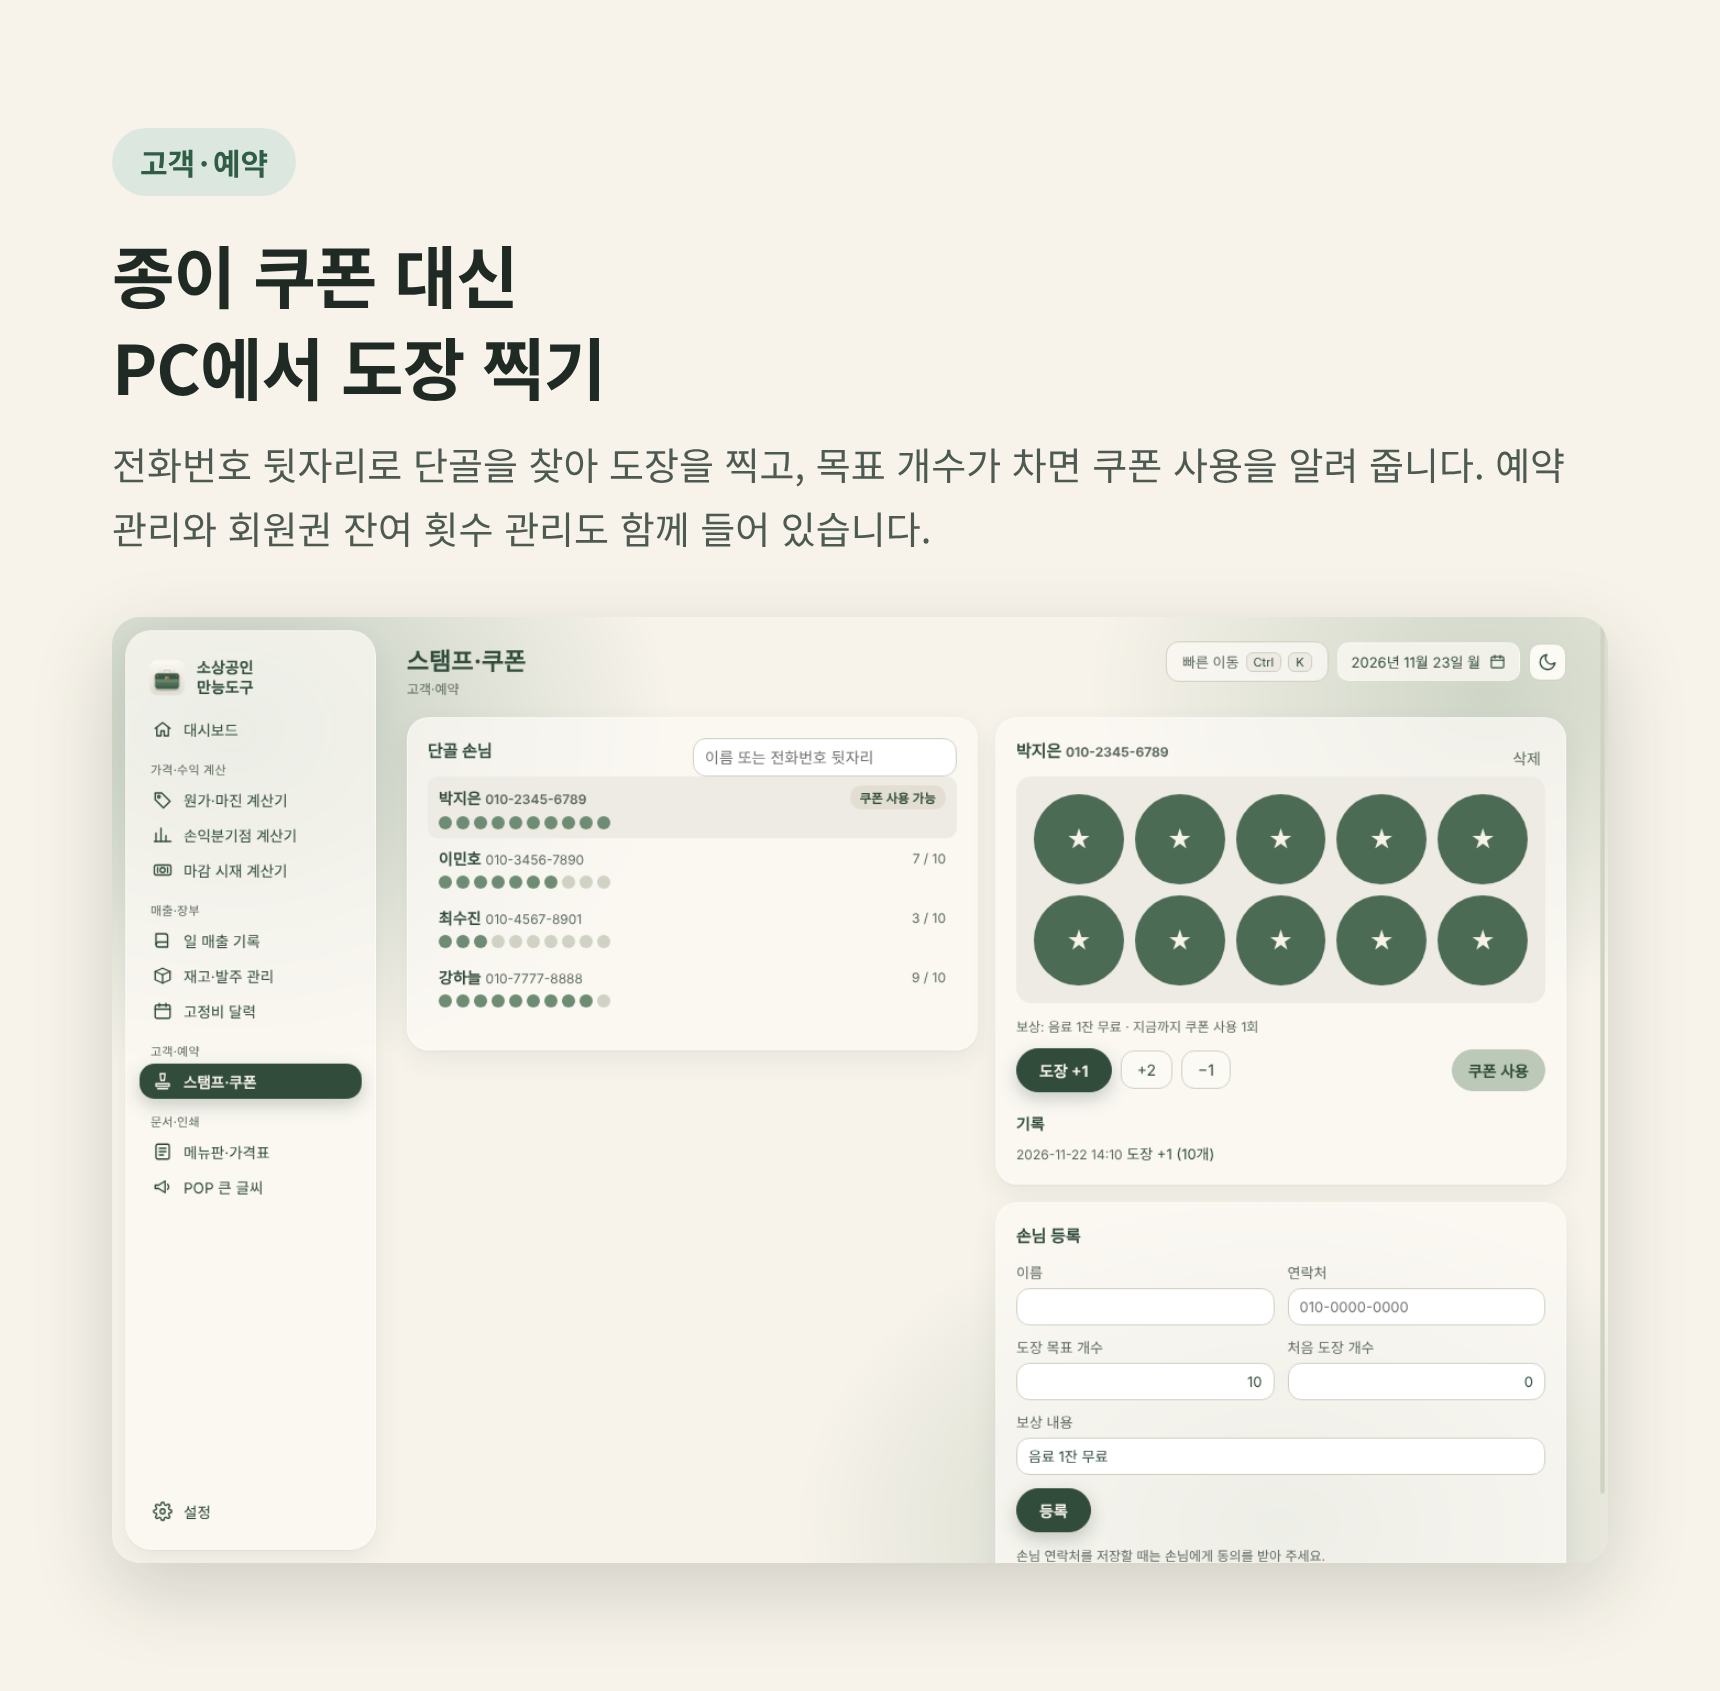 고객·예약
종이 쿠폰 대신
PC에서 도장 찍기
전화번호 뒷자리로 단골을 찾아 도장을 찍고, 목표 개수가 차면 쿠폰 사용을 알려 줍니다. 예약
관리와 회원권 잔여 횟수 관리도 함께 들어 있습니다.
소상공인
만능도구
대시보드
가격·수익 계산
원가·마진 계산기
손익분기점 계산기
마감 시재 계산기
매출·장부
일 매출 기록
재고·발주 관리
고정비 달력
고객·예약
스탬프·쿠폰
문서·인쇄
메뉴판·가격표
POP 큰 글씨
설정
스탬프·쿠폰
고객·예약
빠른 이동 Ctrl K
2026년 11월 23일 월
단골 손님
이름 또는 전화번호 뒷자리
박지은 010-2345-6789 쿠폰 사용 가능
이민호 010-3456-7890 7 / 10
최수진 010-4567-8901 3 / 10
강하늘 010-7777-8888 9 / 10
박지은 010-2345-6789
삭제
보상: 음료 1잔 무료 · 지금까지 쿠폰 사용 1회
도장 +1 +2 −1 쿠폰 사용
기록
2026-11-22 14:10 도장 +1 (10개)
손님 등록
이름 연락처
010-0000-0000
도장 목표 개수 처음 도장 개수
10 0
보상 내용
음료 1잔 무료
등록
손님 연락처를 저장할 때는 손님에게 동의를 받아 주세요.